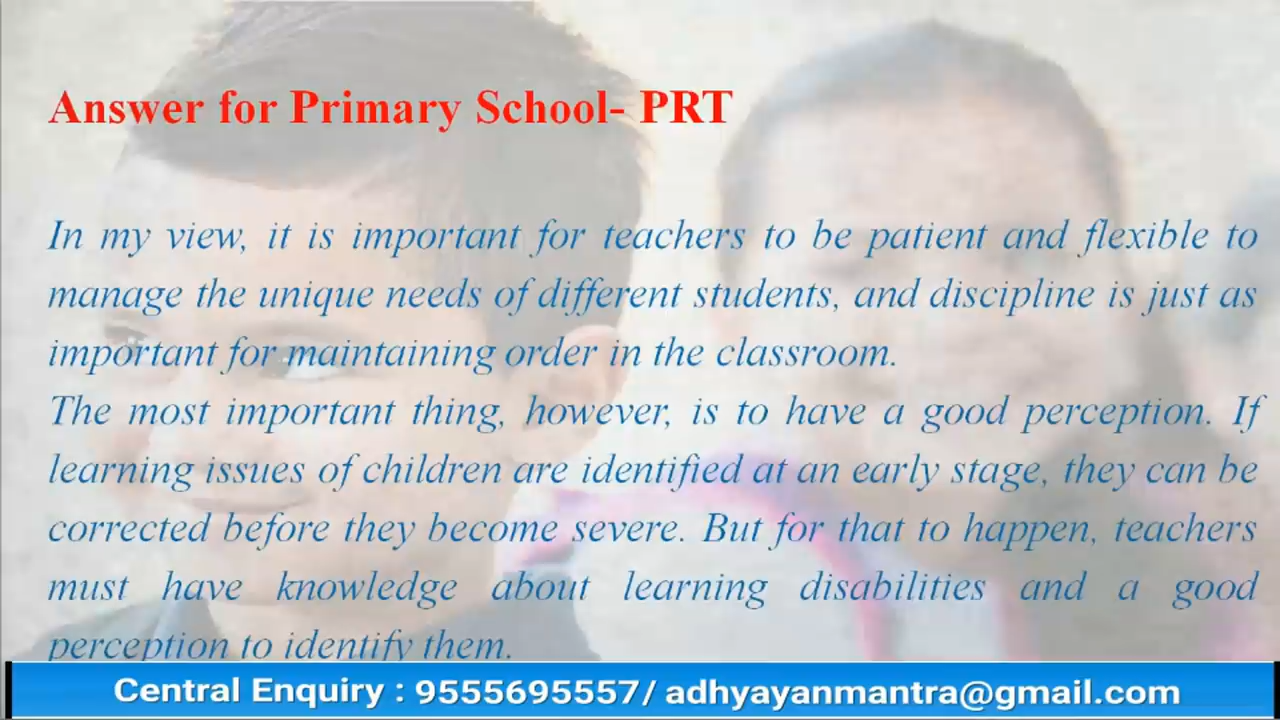 Answer for Primary School- PRT
In my view, it is important for teachers to be patient and flexible to
manage the unique needs of different students, and discipline is just as
important for maintaining order in the classroom.
The most important thing, however, is to have a good perception. If
learning issues of children are identified at an early stage, they can be
corrected before they become severe. But for that to happen, teachers
must have knowledge about learning disabilities and a good
perception to identify them.
Central Enquiry : 9555695557/ adhyayanmantra@gmail.com